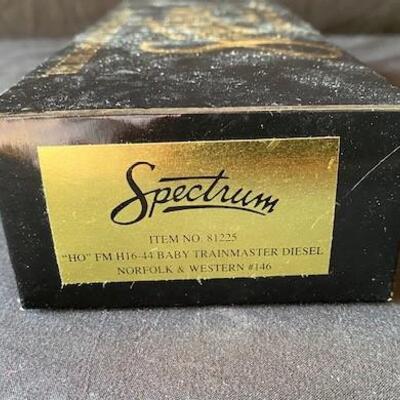 Spectrum
ITEM NO. 81225
"HO" FM H16-44 BABY TRAINMASTER DIESEL
NORFOLK & WESTERN #146